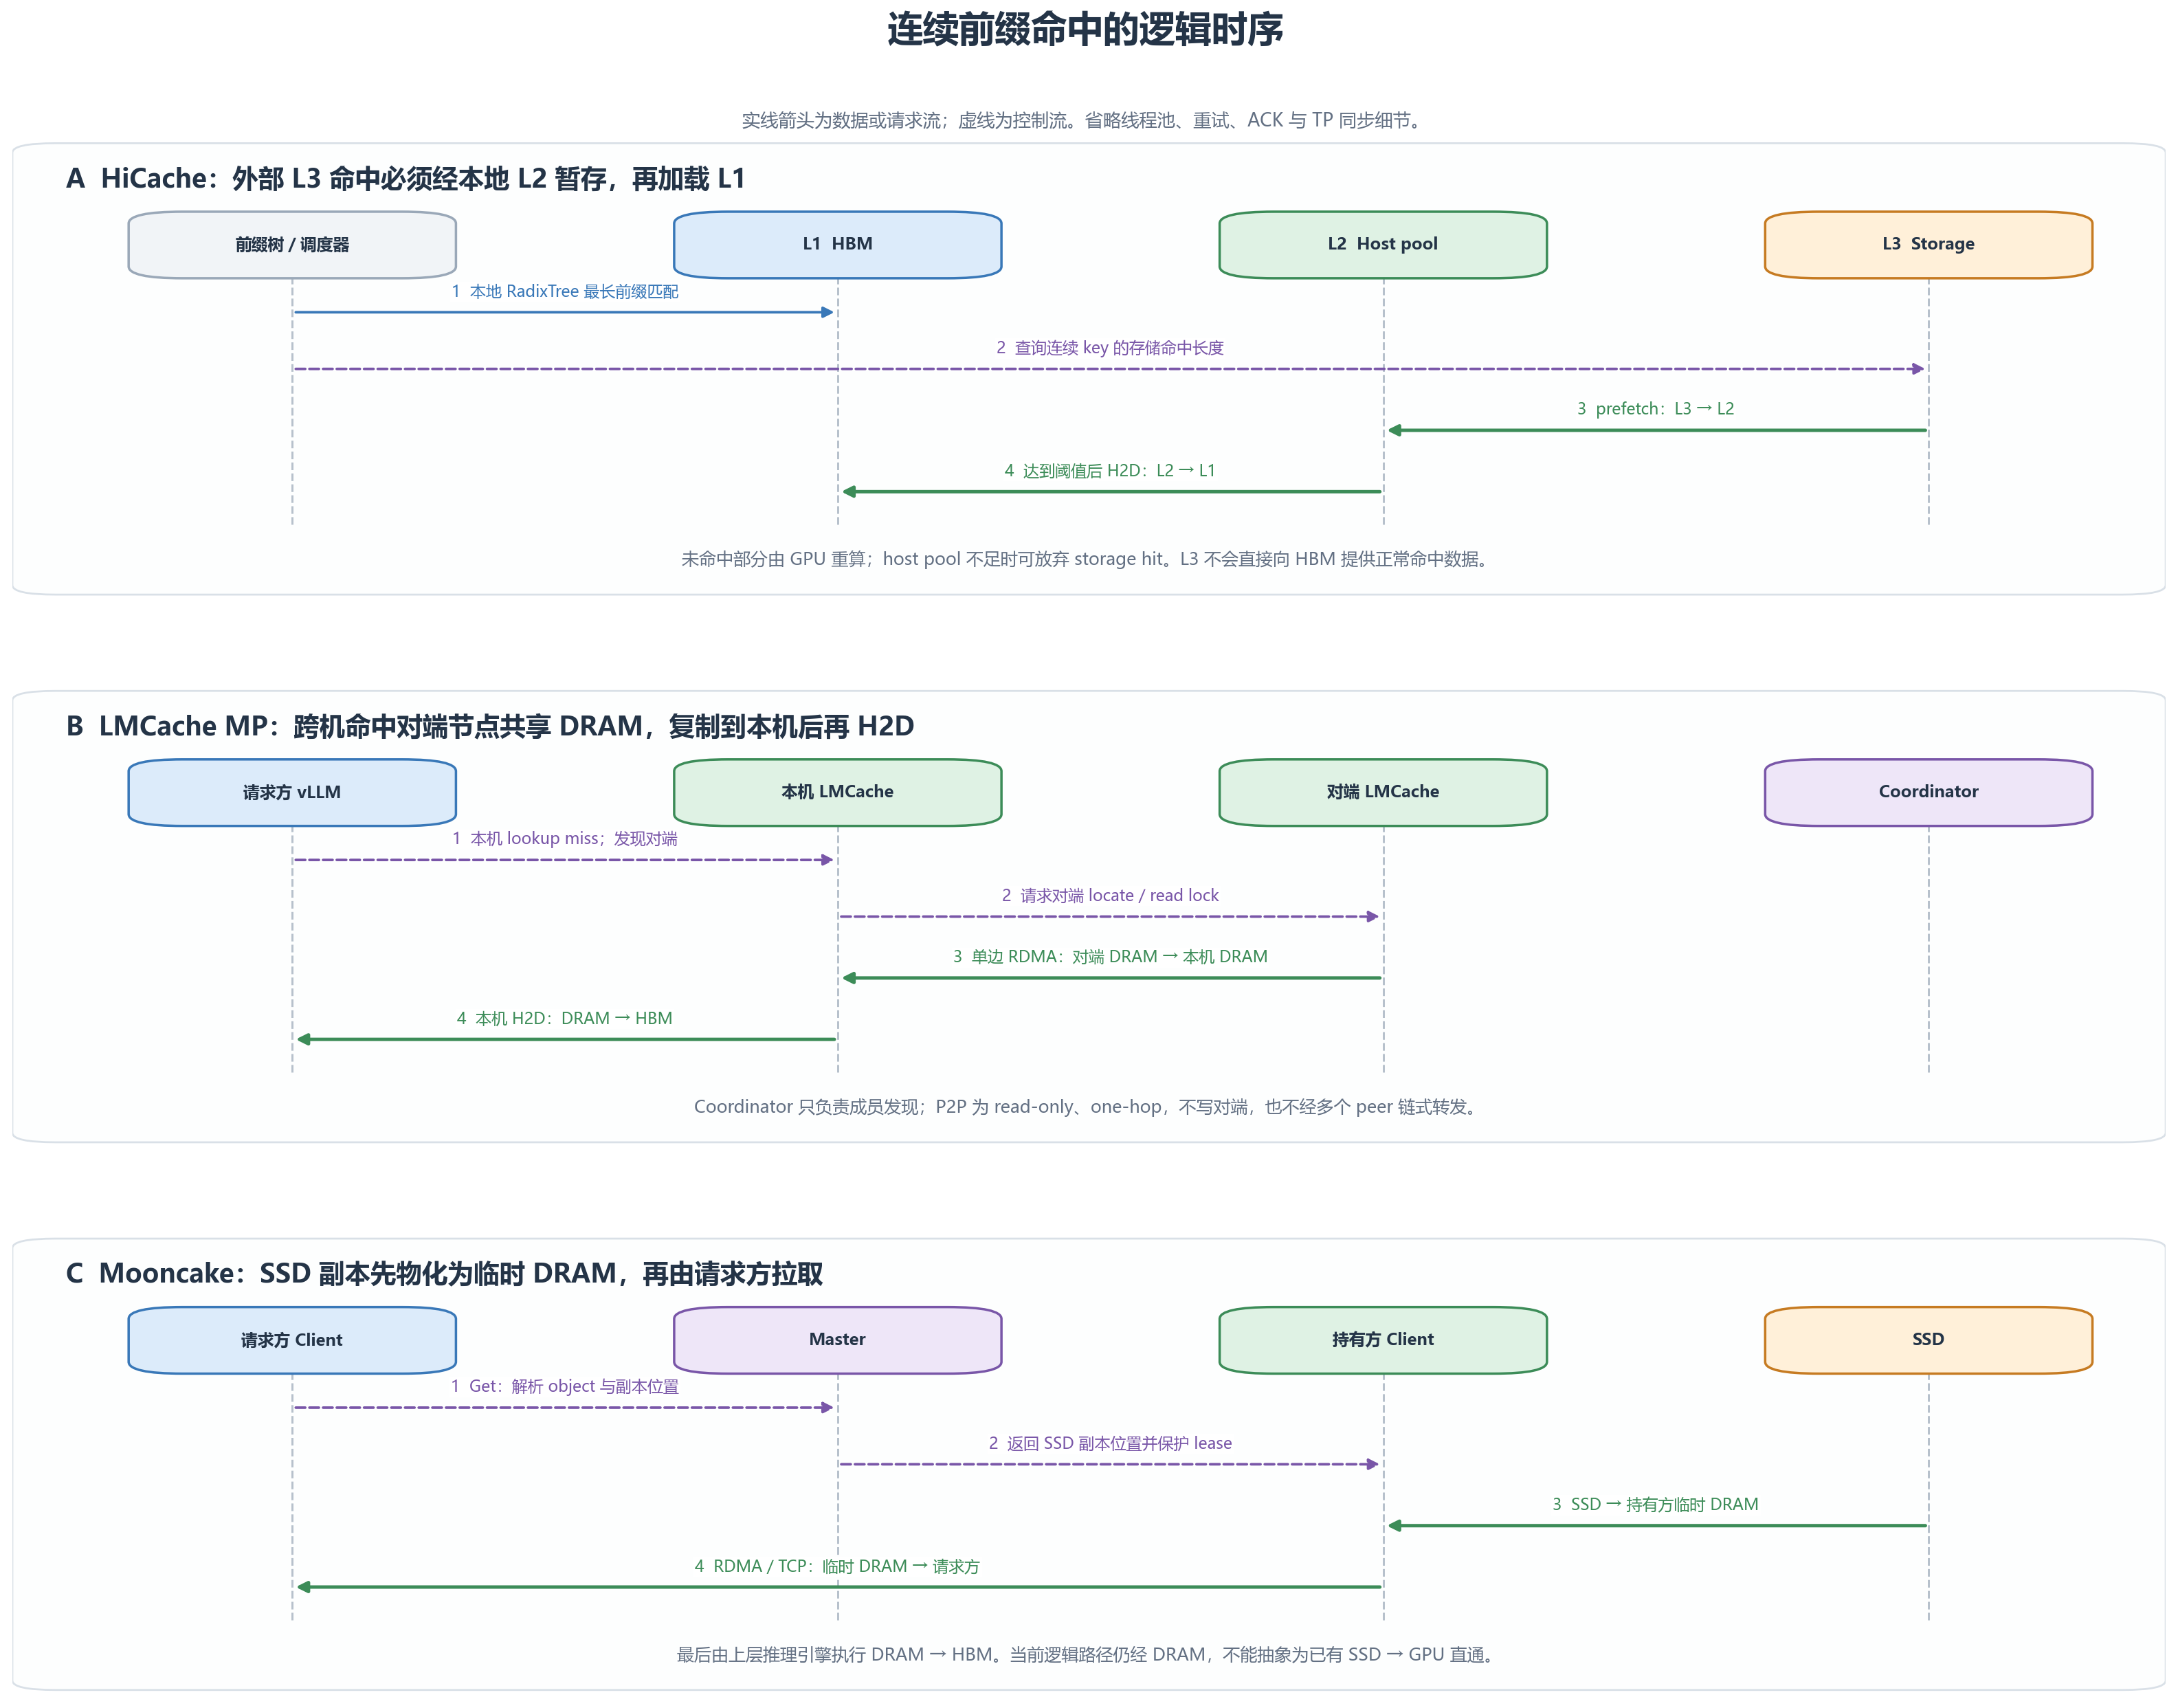 连续前缀命中的逻辑时序
实线箭头为数据或请求流；虚线为控制流。省略线程池、重试、ACK 与 TP 同步细节。
A HiCache：外部 L3 命中必须经本地 L2 暂存，再加载 L1
前缀树 / 调度器
L1 HBM
L2 Host pool
L3 Storage
1 本地 RadixTree 最长前缀匹配
2 查询连续 key 的存储命中长度
3 prefetch：L3 → L2
4 达到阈值后 H2D：L2 → L1
未命中部分由 GPU 重算；host pool 不足时可放弃 storage hit。L3 不会直接向 HBM 提供正常命中数据。
B LMCache MP：跨机命中对端节点共享 DRAM，复制到本机后再 H2D
请求方 vLLM
本机 LMCache
对端 LMCache
Coordinator
1 本机 lookup miss；发现对端
2 请求对端 locate / read lock
3 单边 RDMA：对端 DRAM → 本机 DRAM
4 本机 H2D：DRAM → HBM
Coordinator 只负责成员发现；P2P 为 read-only、one-hop，不写对端，也不经多个 peer 链式转发。
C Mooncake：SSD 副本先物化为临时 DRAM，再由请求方拉取
请求方 Client
Master
持有方 Client
SSD
1 Get：解析 object 与副本位置
2 返回 SSD 副本位置并保护 lease
3 SSD → 持有方临时 DRAM
4 RDMA / TCP：临时 DRAM → 请求方
最后由上层推理引擎执行 DRAM → HBM。当前逻辑路径仍经 DRAM，不能抽象为已有 SSD → GPU 直通。